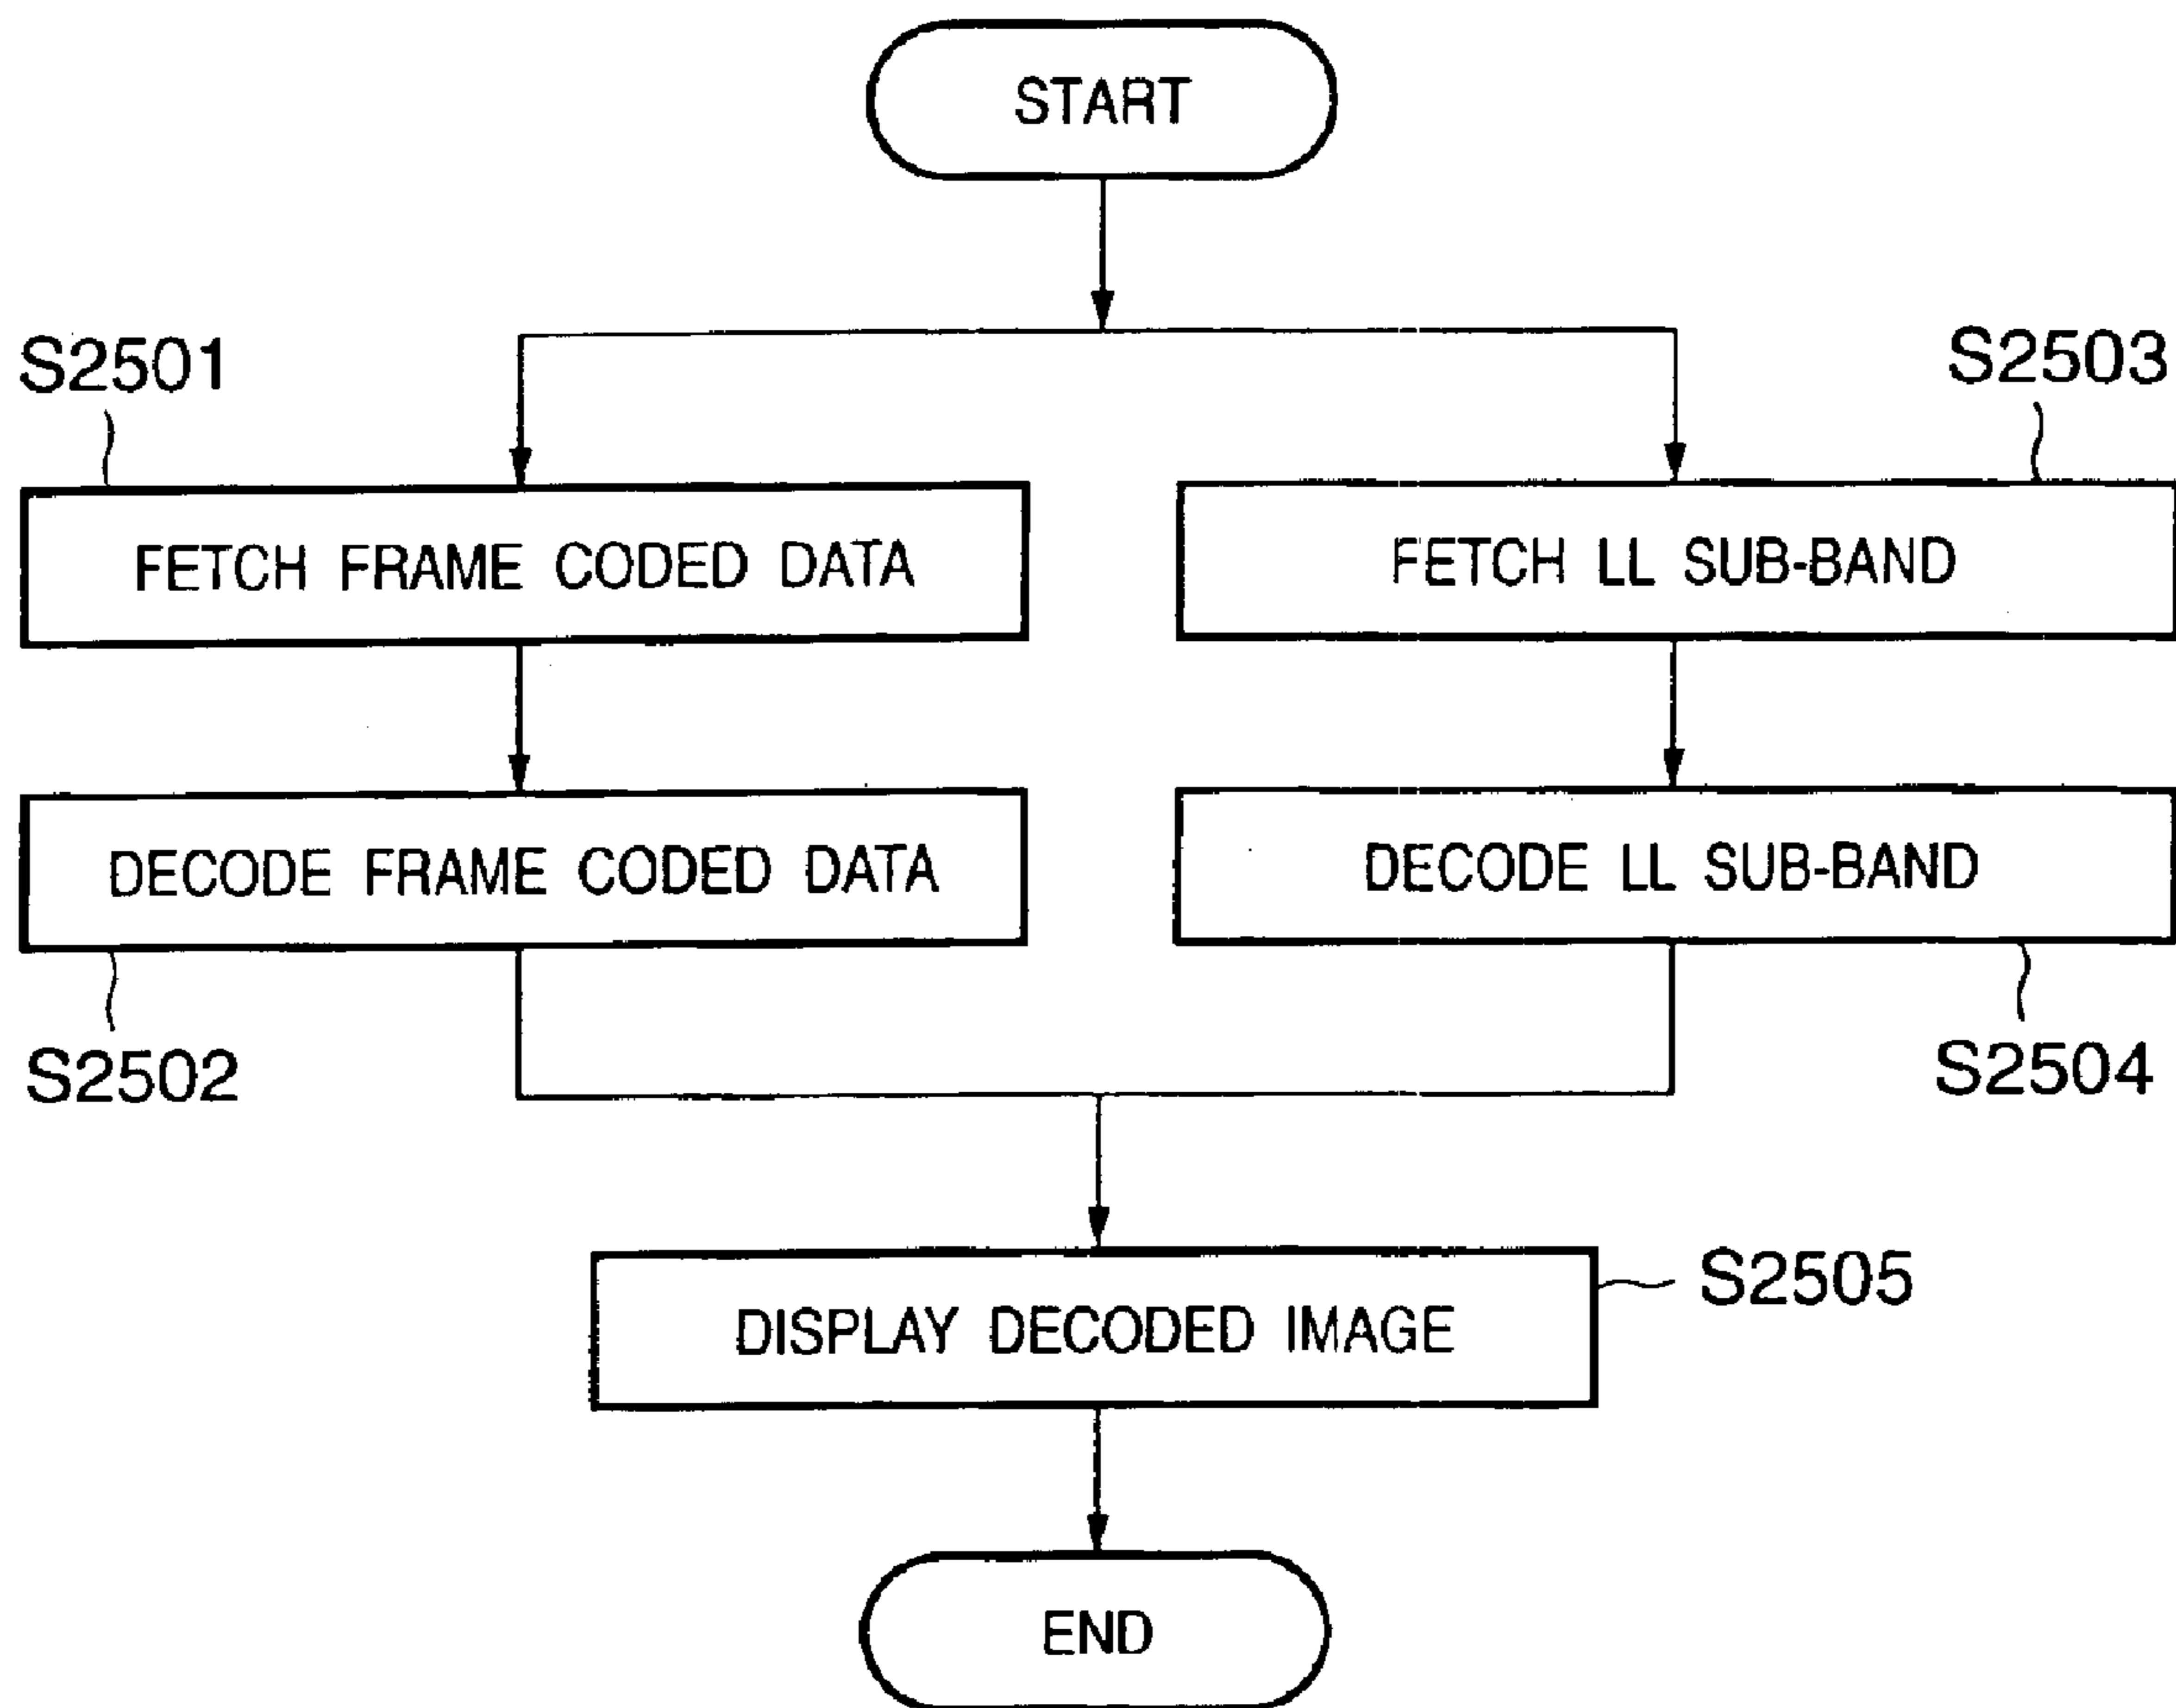 START
S2501
S2503
FETCH FRAME CODED DATA
FETCH LL SUB-BAND
DECODE FRAME CODED DATA
DECODE LL SUB-BAND
S2502
S2504
DISPLAY DECODED IMAGE
S2505
END